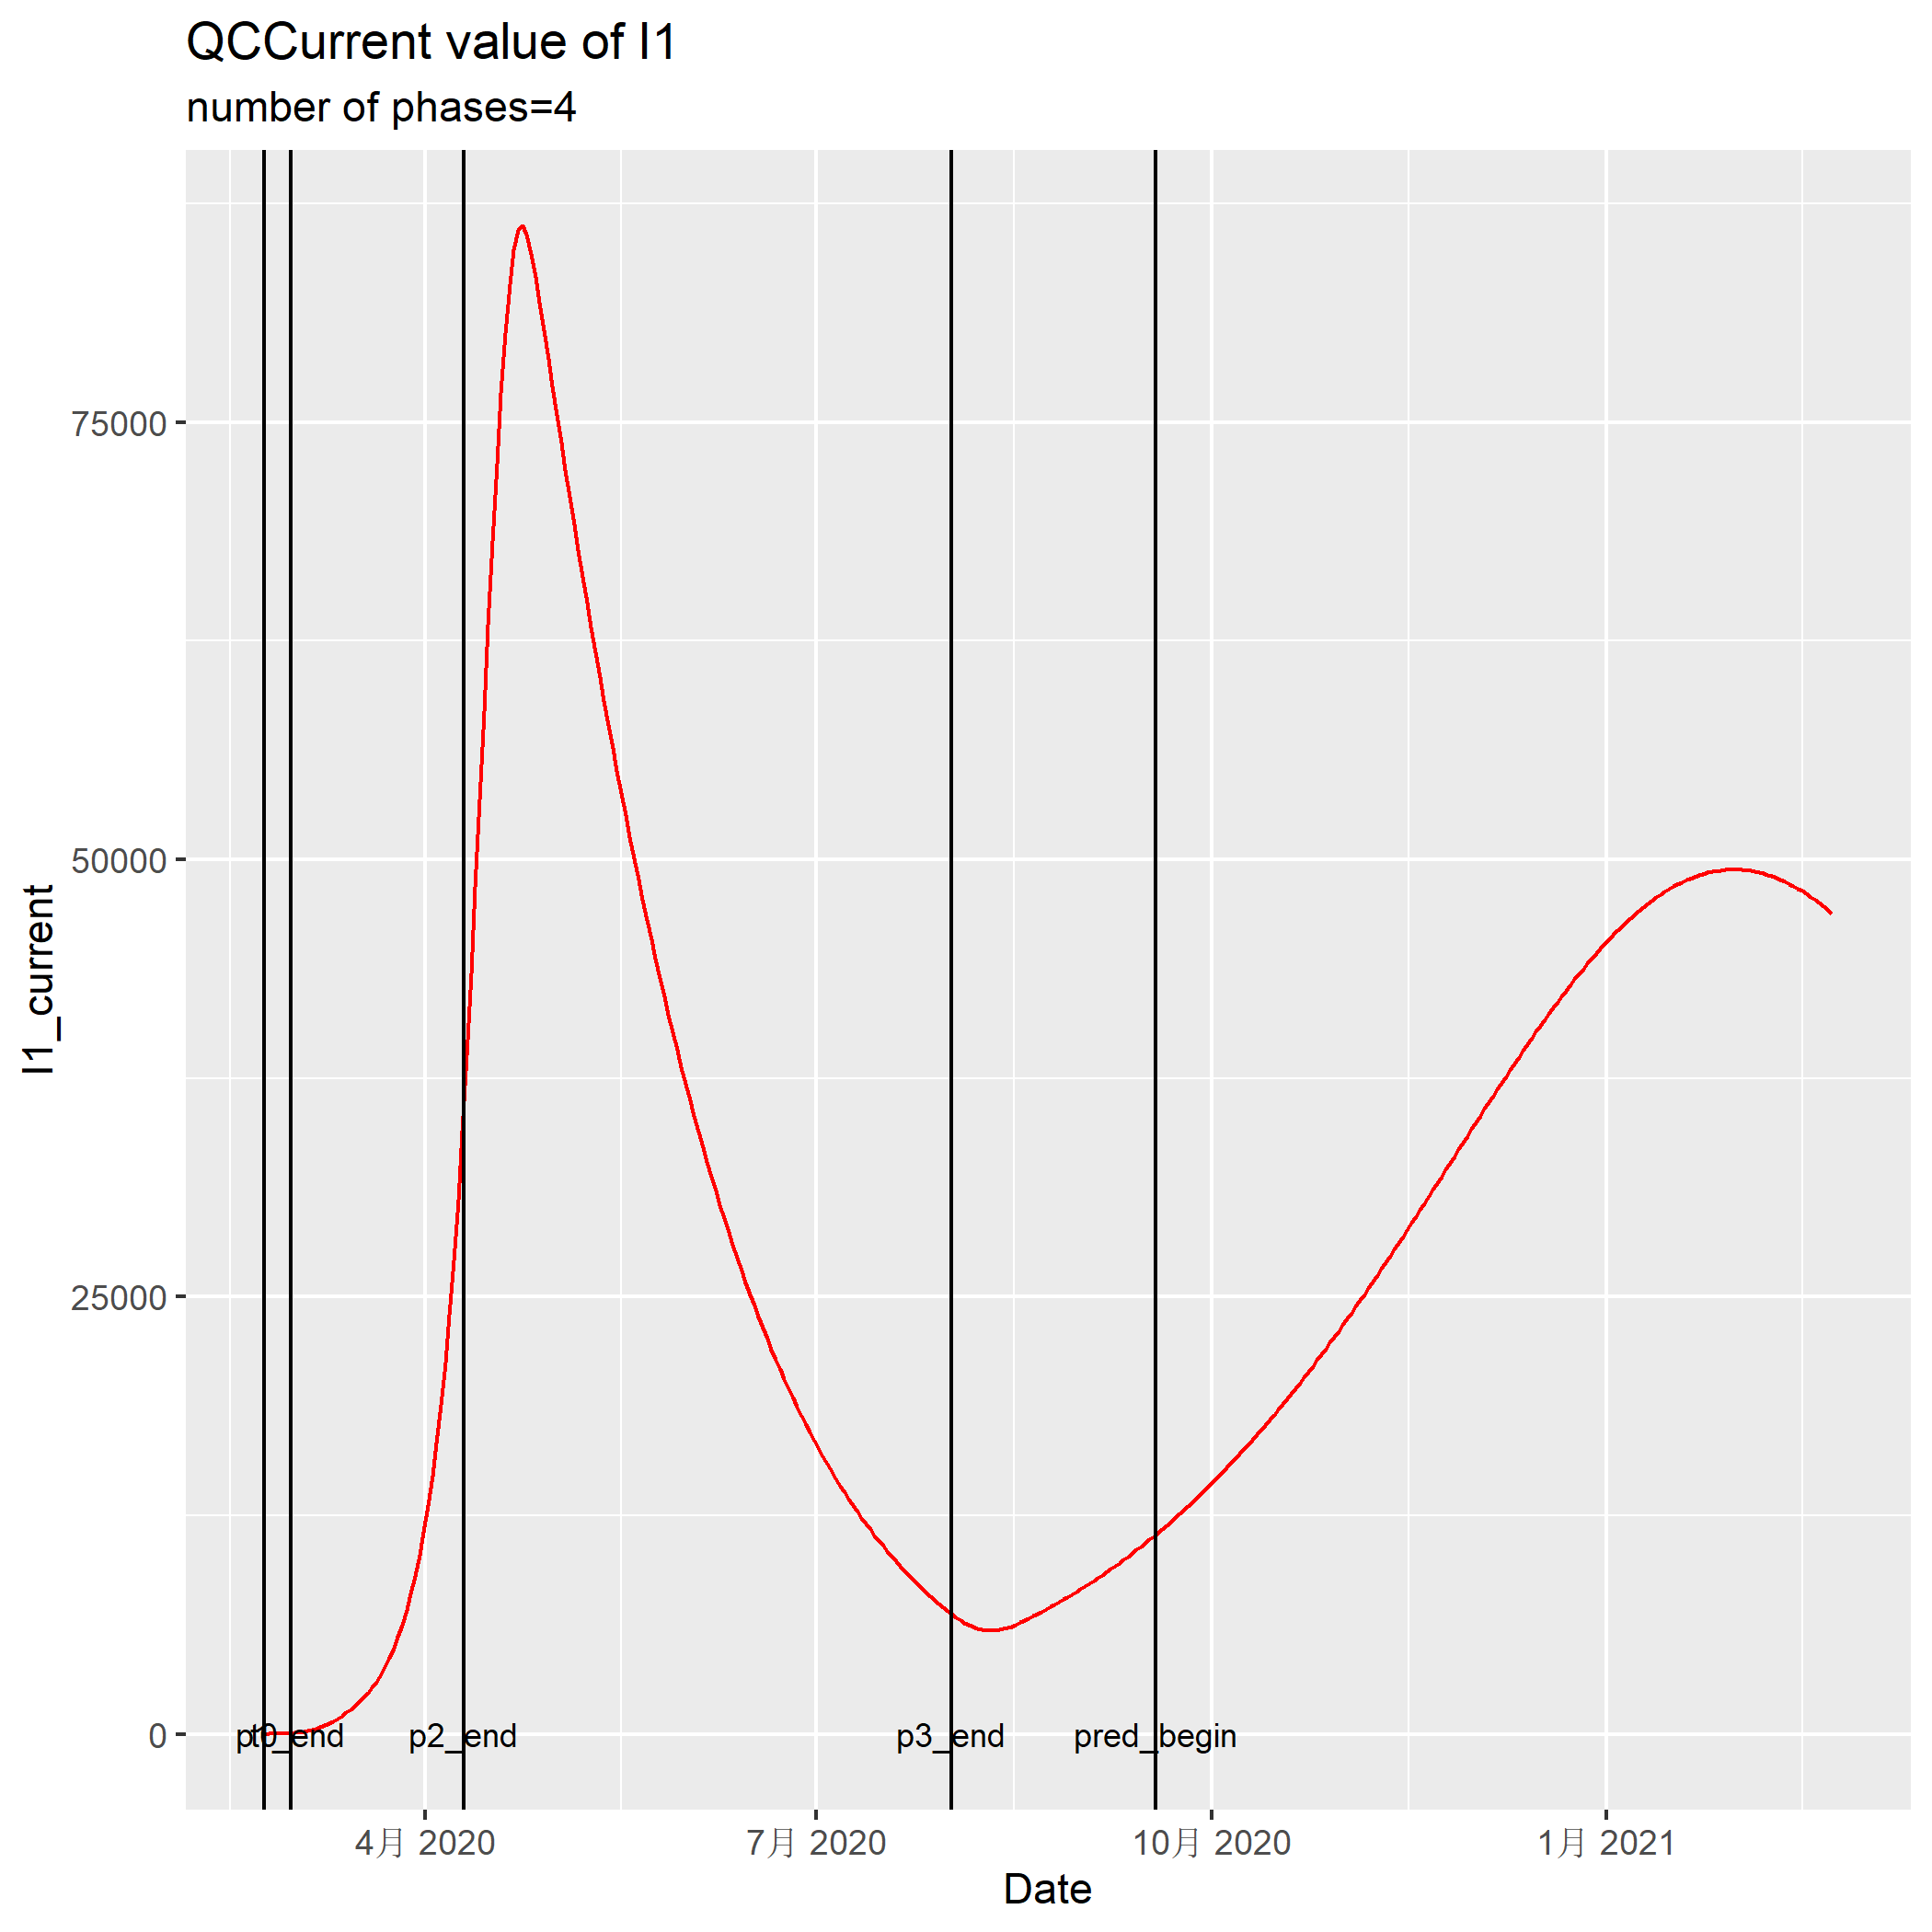 QCCurrent value of I1
number of phases=4
I1_current
75000
50000
25000
0
p2_end
p3_end
pred_begin
4月 2020
7月 2020
10月 2020
1月 2021
Date